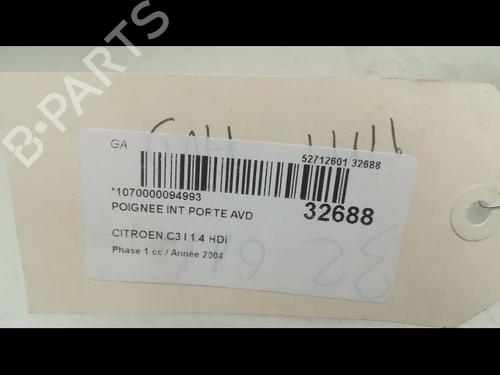 GA
52712601 32688
*1070000094993
POIGNEE INT PORTE AVD
32688
CITROEN C3 I 1.4 HDi
Phase 1 cc / Année 2004
B-PARTS